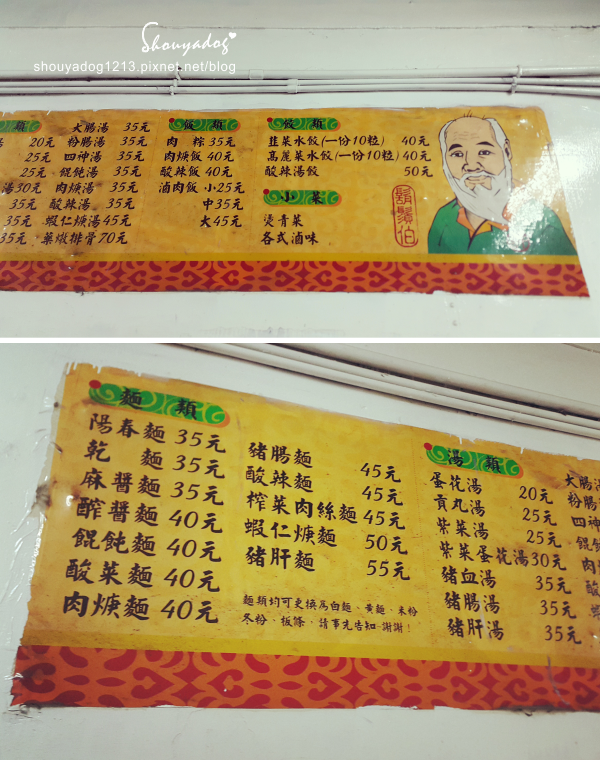 Shouyadog
shouyadog1213.pixnet.net/blog
類
20元
25元
25元
湯30元
35元
35元
35元
大腸湯 35元
粉腸湯 35元
四神湯 35元
餛飩湯 35元
肉焿湯 35元
酸辣湯 35元
蝦仁焿湯45元
藥燉排骨70元
飯類
肉粽35元
肉焿飯40元
酸辣飯40元
滷肉飯 小25元
中35元
大45元
餃類
韭菜水餃(一份10粒) 40元
高麗菜水餃(一份10粒)40元
酸辣湯餃 50元
小菜
燙青菜
各式滷味
鬍鬚伯
麵類
陽春麵 35元
乾麵 35元
麻醬麵 35元
醡醬麵 40元
餛飩麵 40元
酸菜麵 40元
肉焿麵 40元
豬腸麵 45元
酸辣麵 45元
榨菜肉絲麵 45元
蝦仁焿麵 50元
豬肝麵 55元
麵類均可更換為白麵、黃麵、米粉
冬粉、板條、請事先告知 謝謝!
湯類
蛋花湯 20元
貢丸湯 25元
紫菜湯 25元
紫菜蛋花湯30元
豬血湯 35元
豬腸湯 35元
豬肝湯 35元
大腸湯
粉腸
四神
餛飩
肉
酸